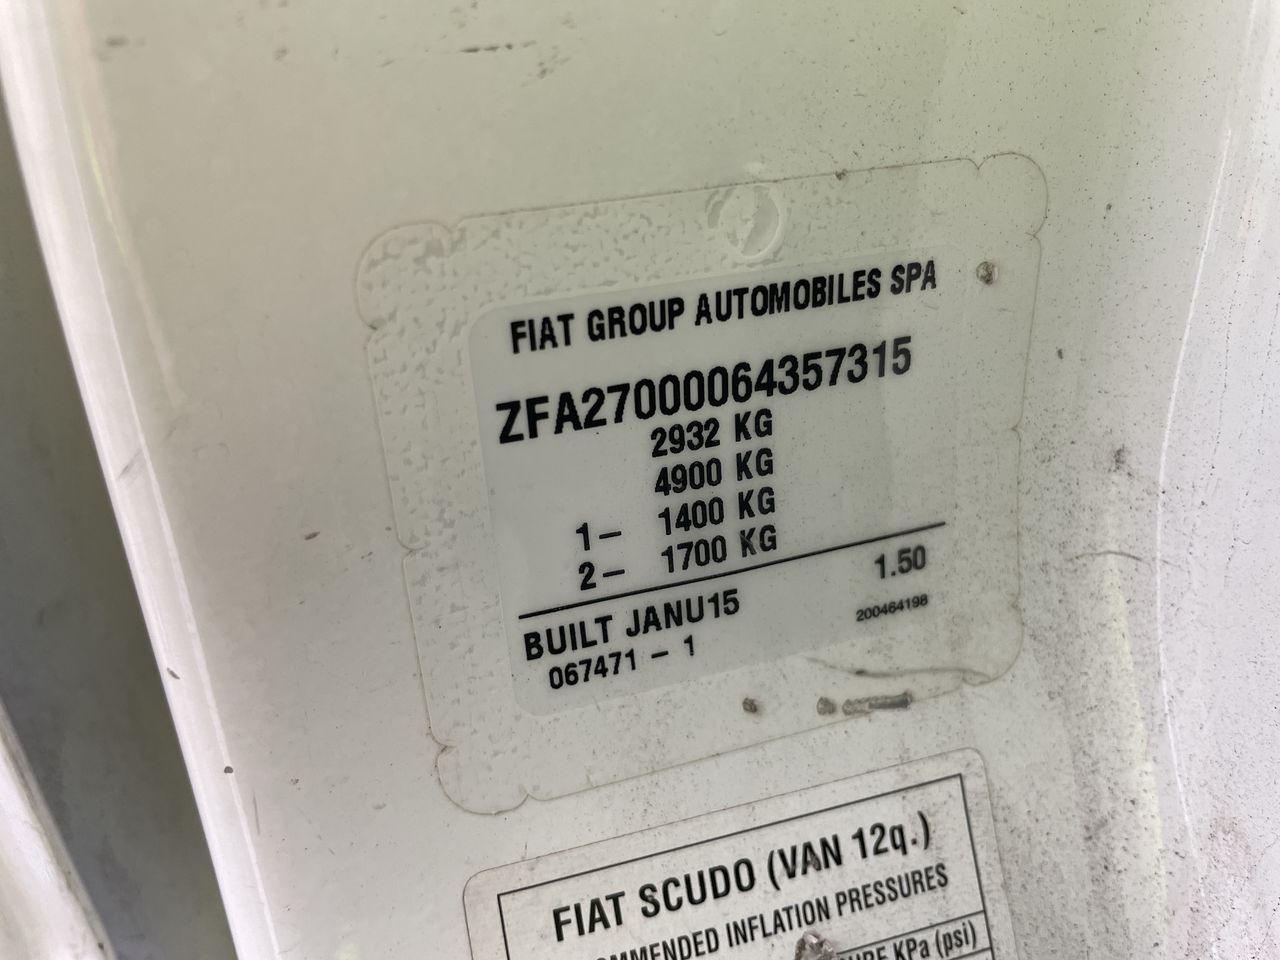 FIAT GROUP AUTOMOBILES SPA
ZFA27000064357315
2932 KG
4900 KG
1- 1400 KG
2- 1700 KG
BUILT JANU15 1.50
067471 - 1 200464198
FIAT SCUDO (VAN 12q.)
INFLATION PRESSURES
KPa (psi)